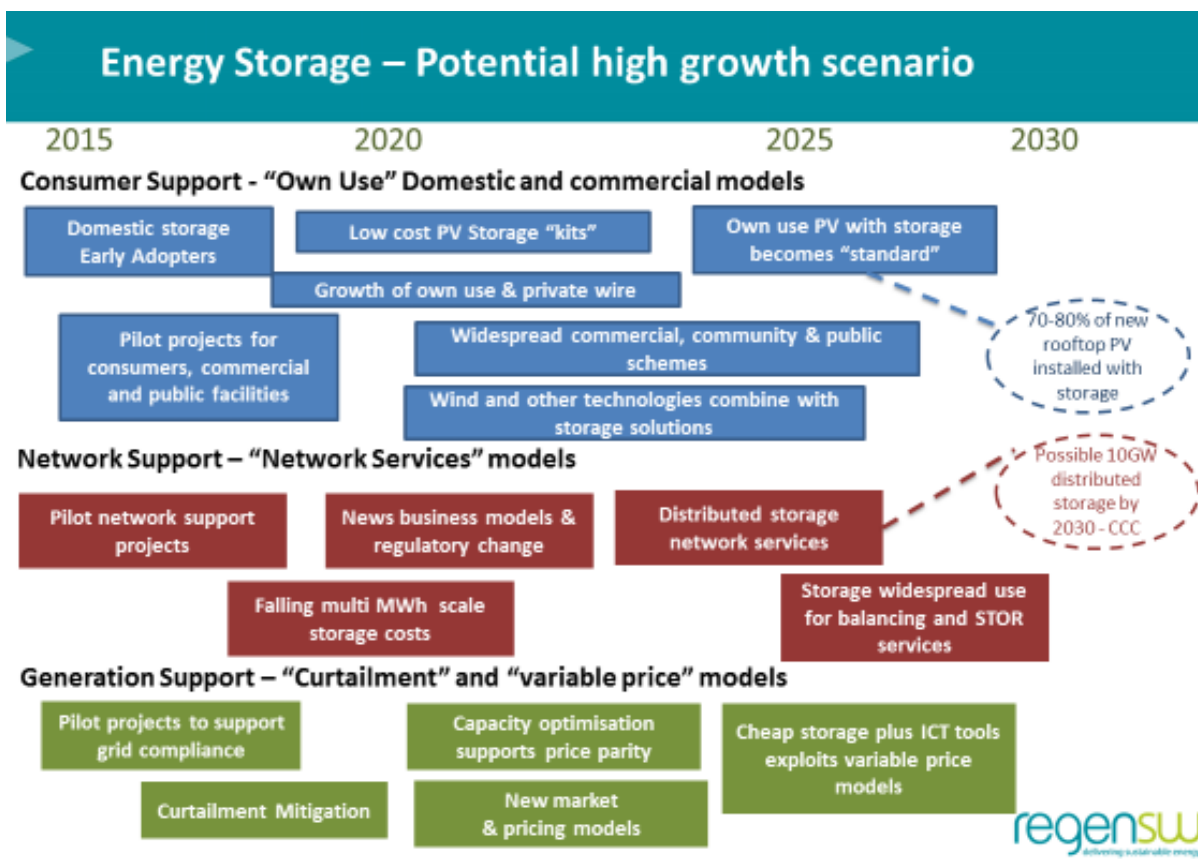 Energy Storage – Potential high growth scenario
2015 2020 2025 2030
Consumer Support - “Own Use” Domestic and commercial models
Domestic storage
Early Adopters
Low cost PV Storage “kits”
Own use PV with storage
becomes “standard”
Growth of own use & private wire
Pilot projects for
consumers, commercial
and public facilities
Widespread commercial, community & public
schemes
70-80% of new
rooftop PV
installed with
storage
Wind and other technologies combine with
storage solutions
Network Support – “Network Services” models
Pilot network support
projects
News business models &
regulatory change
Distributed storage
network services
Possible 10GW
distributed
storage by
2030 - CCC
Falling multi MWh scale
storage costs
Storage widespread use
for balancing and STOR
services
Generation Support – “Curtailment” and “variable price” models
Pilot projects to support
grid compliance
Capacity optimisation
supports price parity
Cheap storage plus ICT tools
exploits variable price
models
Curtailment Mitigation
New market
& pricing models
regensw
delivering sustainable energy